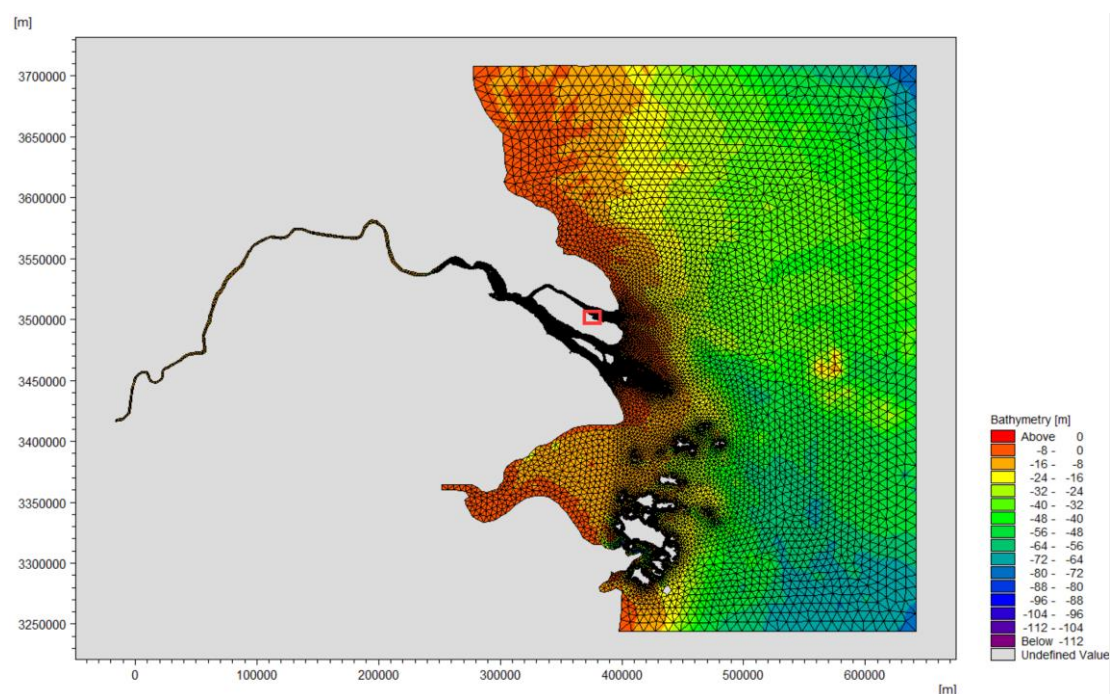 [m]
3700000
3650000
3600000
3550000
3500000
3450000
3400000
3350000
3300000
3250000
0 100000 200000 300000 400000 500000 600000
[m]
Bathymetry [m]
Above 0
-8 - 0
-16 - -8
-24 - -16
-32 - -24
-40 - -32
-48 - -40
-56 - -48
-64 - -56
-72 - -64
-80 - -72
-88 - -80
-96 - -88
-104 - -96
-112 - -104
Below -112
Undefined Value